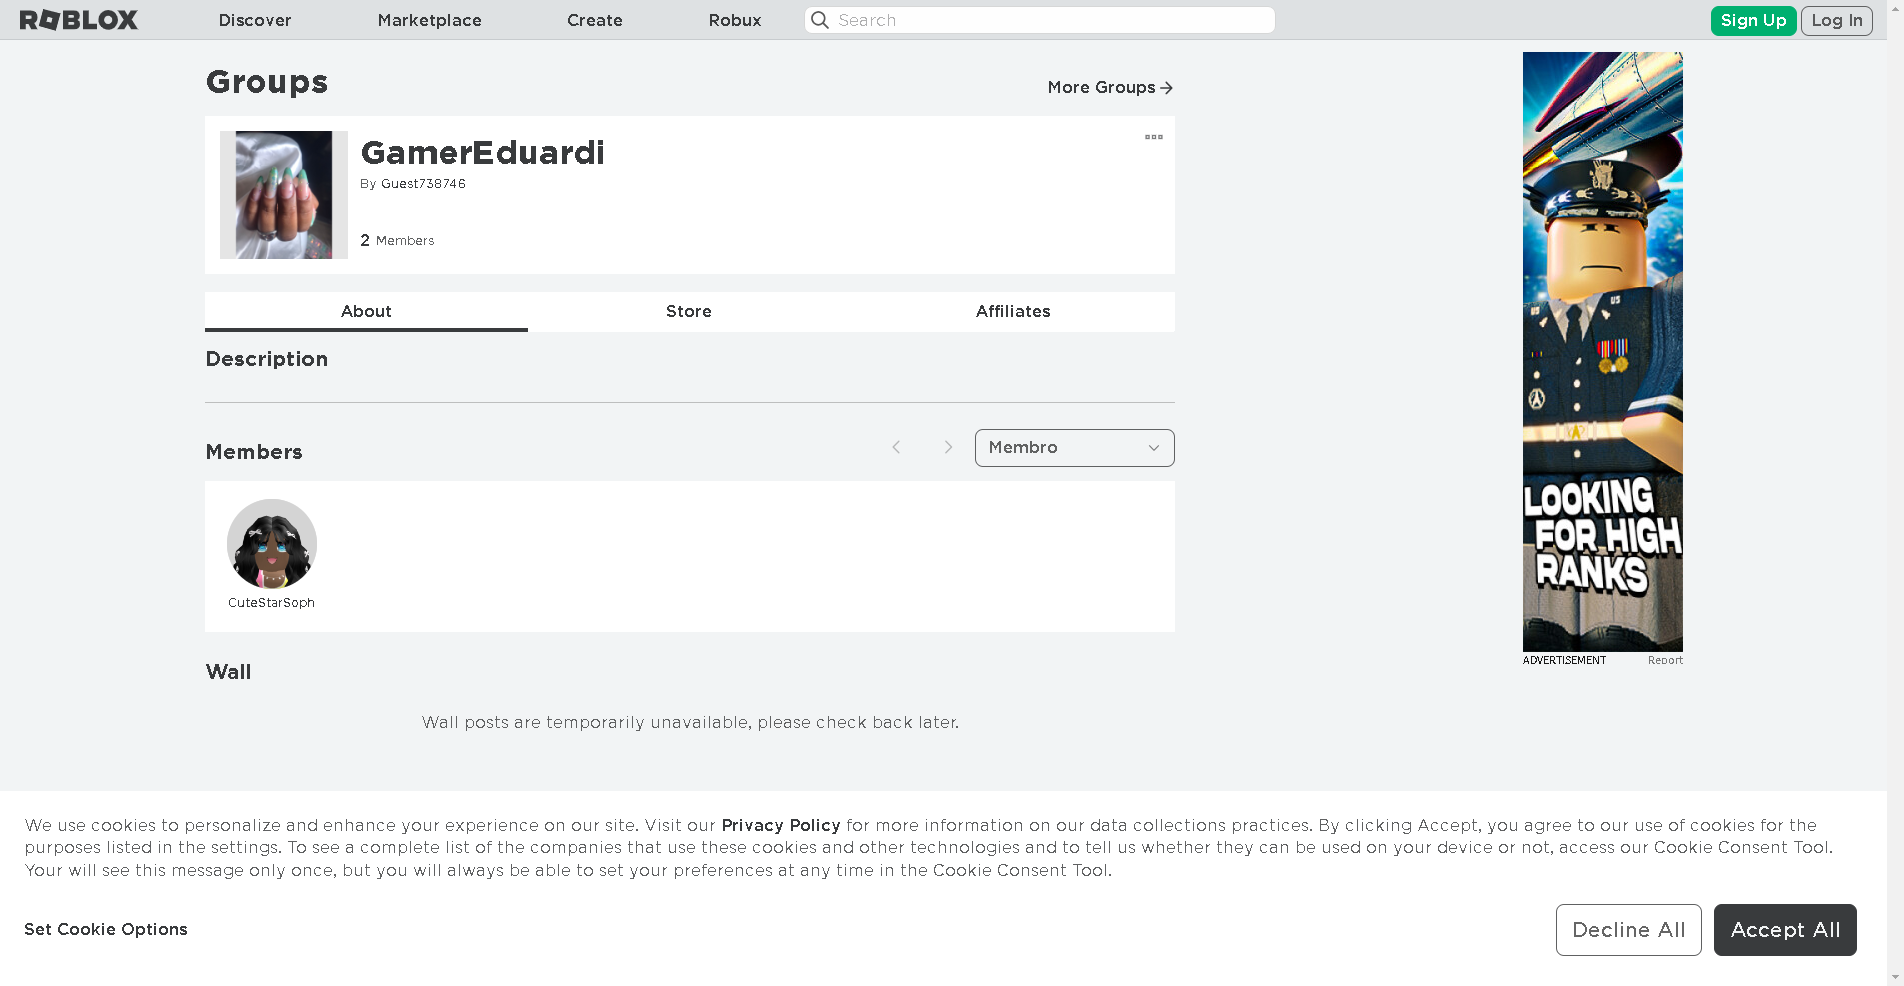 ROBLOX
Discover
Marketplace
Create
Robux
Search
Sign Up
Log In
Groups
More Groups
GamerEduardi
By Guest738746
2 Members
About
Store
Affiliates
Description
Members
Membro
CuteStarSoph
Wall
Wall posts are temporarily unavailable, please check back later.
US
US
LOOKING
FOR HIGH
RANKS
ADVERTISEMENT
Report
We use cookies to personalize and enhance your experience on our site. Visit our Privacy Policy for more information on our data collections practices. By clicking Accept, you agree to our use of cookies for the
purposes listed in the settings. To see a complete list of the companies that use these cookies and other technologies and to tell us whether they can be used on your device or not, access our Cookie Consent Tool.
Your will see this message only once, but you will always be able to set your preferences at any time in the Cookie Consent Tool.
Set Cookie Options
Decline All
Accept All